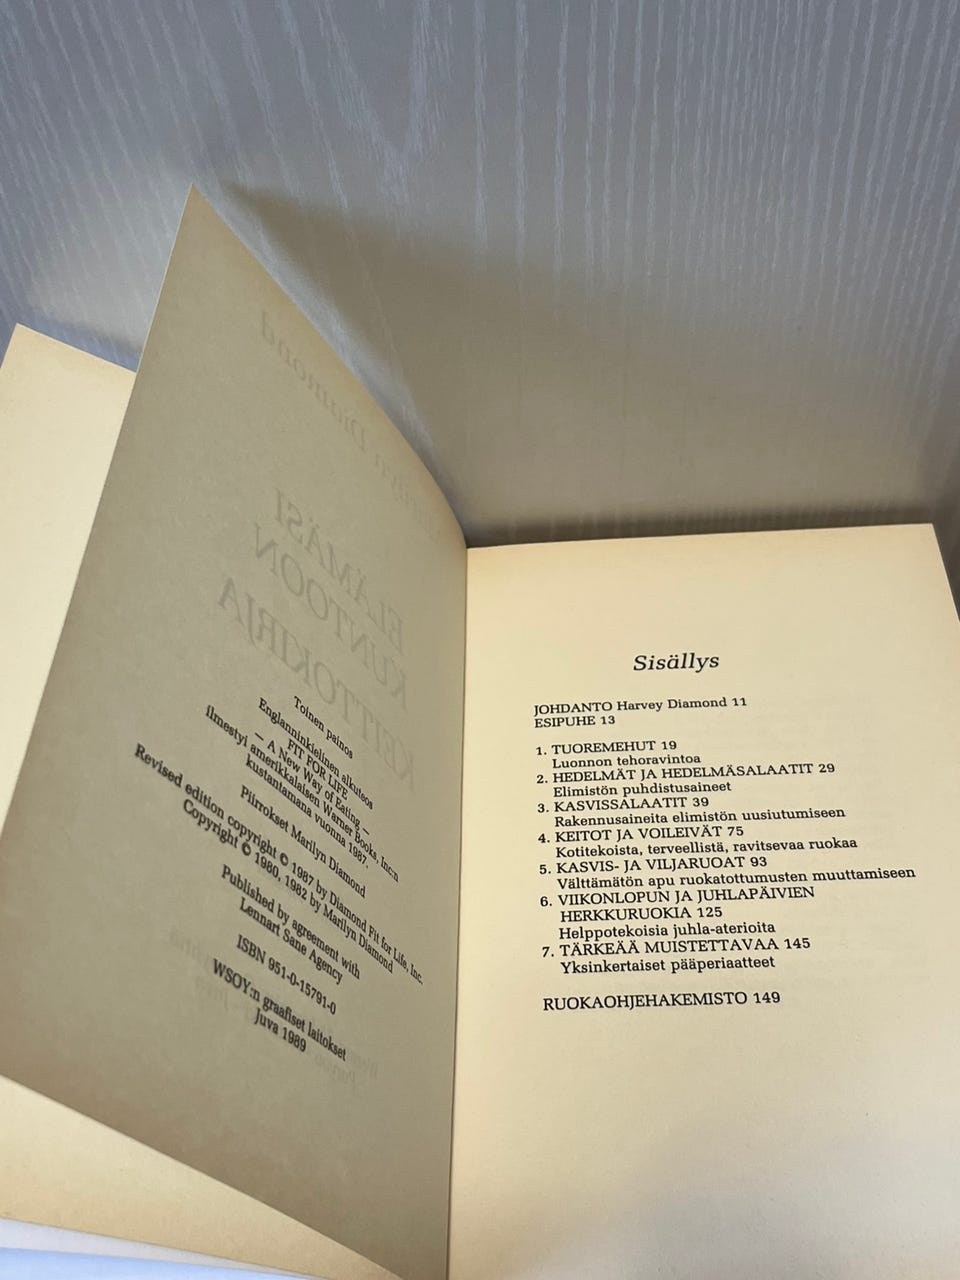 Toinen painos
Englanninkielinen alkuteos
FIT FOR LIFE
— A New Way of Eating —
ilmestyi amerikkalaisen Warner Books, Inc:n
kustantamana vuonna 1987.
Piirrokset Marilyn Diamond
Revised edition copyright © 1987 by Diamond Fit for Life, Inc.
Copyright © 1980, 1982 by Marilyn Diamond
Published by agreement with
Lennart Sane Agency
ISBN 951-0-15791-0
WSOY:n graafiset laitokset
Juva 1989
Diamond
ELÄMÄSI
KUNTOON
KEITTOKIRJA
Sisällys
JOHDANTO Harvey Diamond 11
ESIPUHE 13
1. TUOREMEHUT 19
Luonnon tehoravintoa
2. HEDELMÄT JA HEDELMÄSALAATIT 29
Elimistön puhdistusaineet
3. KASVISSALAATIT 39
Rakennusaineita elimistön uusiutumiseen
4. KEITOT JA VOILEIVÄT 75
Kotitekoista, terveellistä, ravitsevaa ruokaa
5. KASVIS- JA VILJARUOAT 93
Välttämätön apu ruokatottumusten muuttamiseen
6. VIIKONLOPUN JA JUHLAPÄIVIEN
HERKKURUOKIA 125
Helppotekoisia juhla-aterioita
7. TÄRKEÄÄ MUISTETTAVAA 145
Yksinkertaiset pääperiaatteet
RUOKAOHJEHAKEMISTO 149